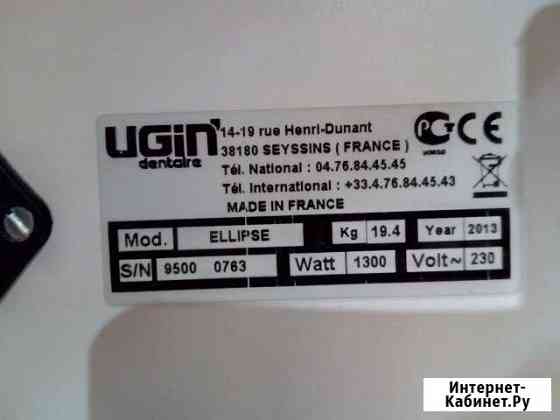 UGIN'
dentaire
14-19 rue Henri-Dunant
38180 SEYSSINS ( FRANCE )
Tél. National : 04.76.84.45.45
Tél. International : +33.4.76.84.45.43
MADE IN FRANCE
Mod. ELLIPSE Kg 19.4 Year 2013
S/N 9500 0763 Watt 1300 Volt~ 230
Интернет-
Кабинет.Ру